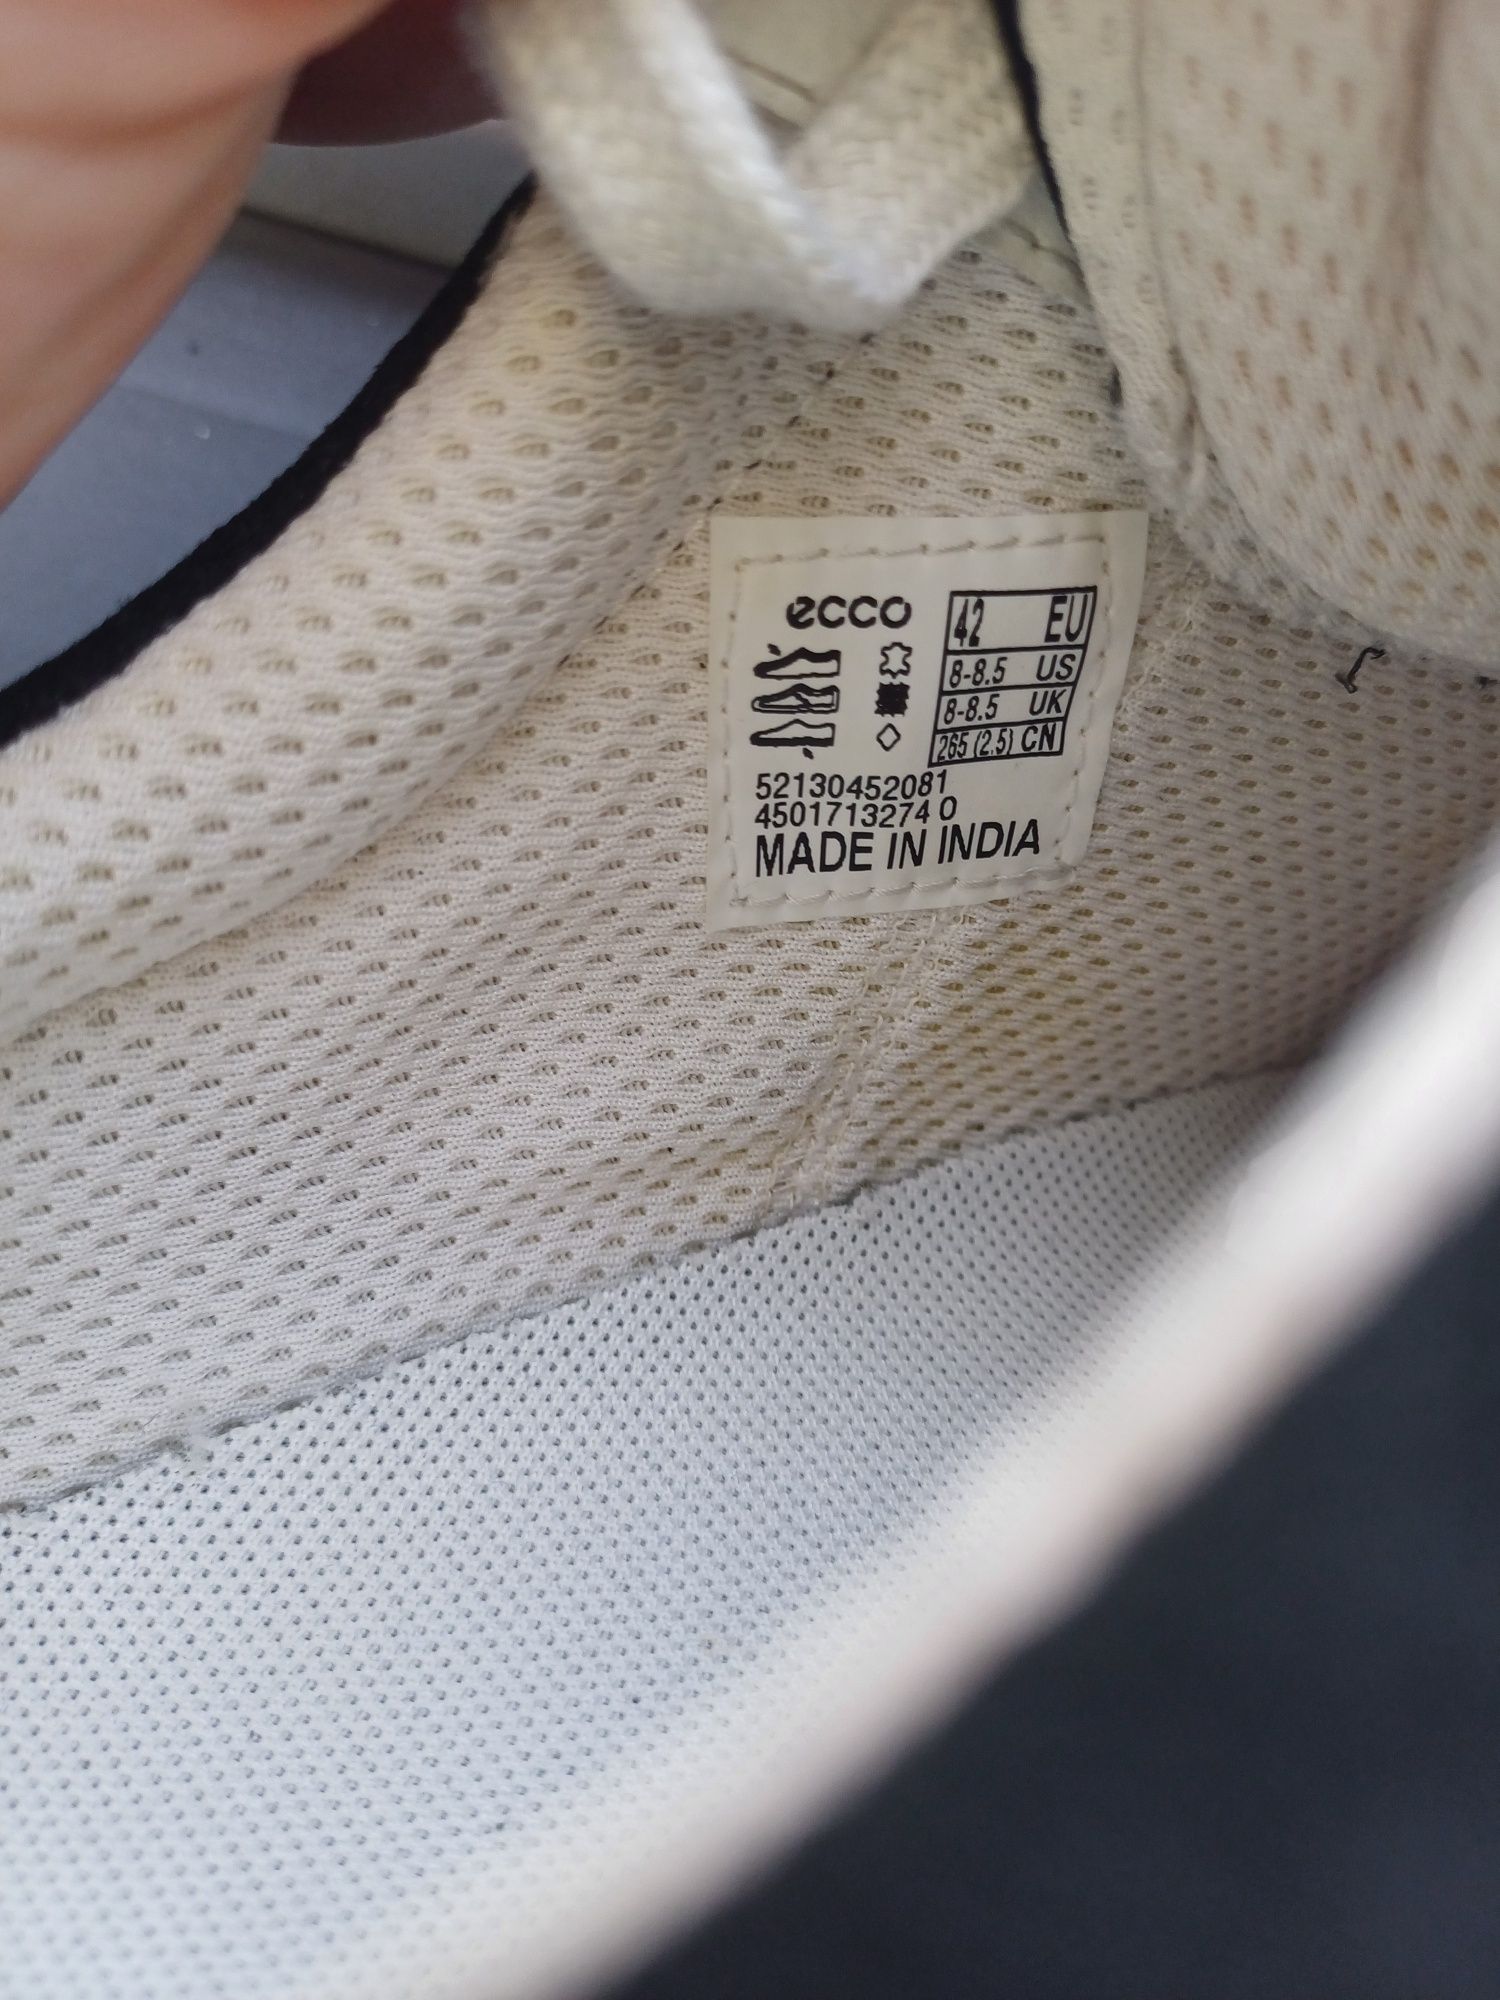 ecco
42 EU
8-8.5 US
8-8.5 UK
265 (2.5) CN
52130452081
4501713274 0
MADE IN INDIA